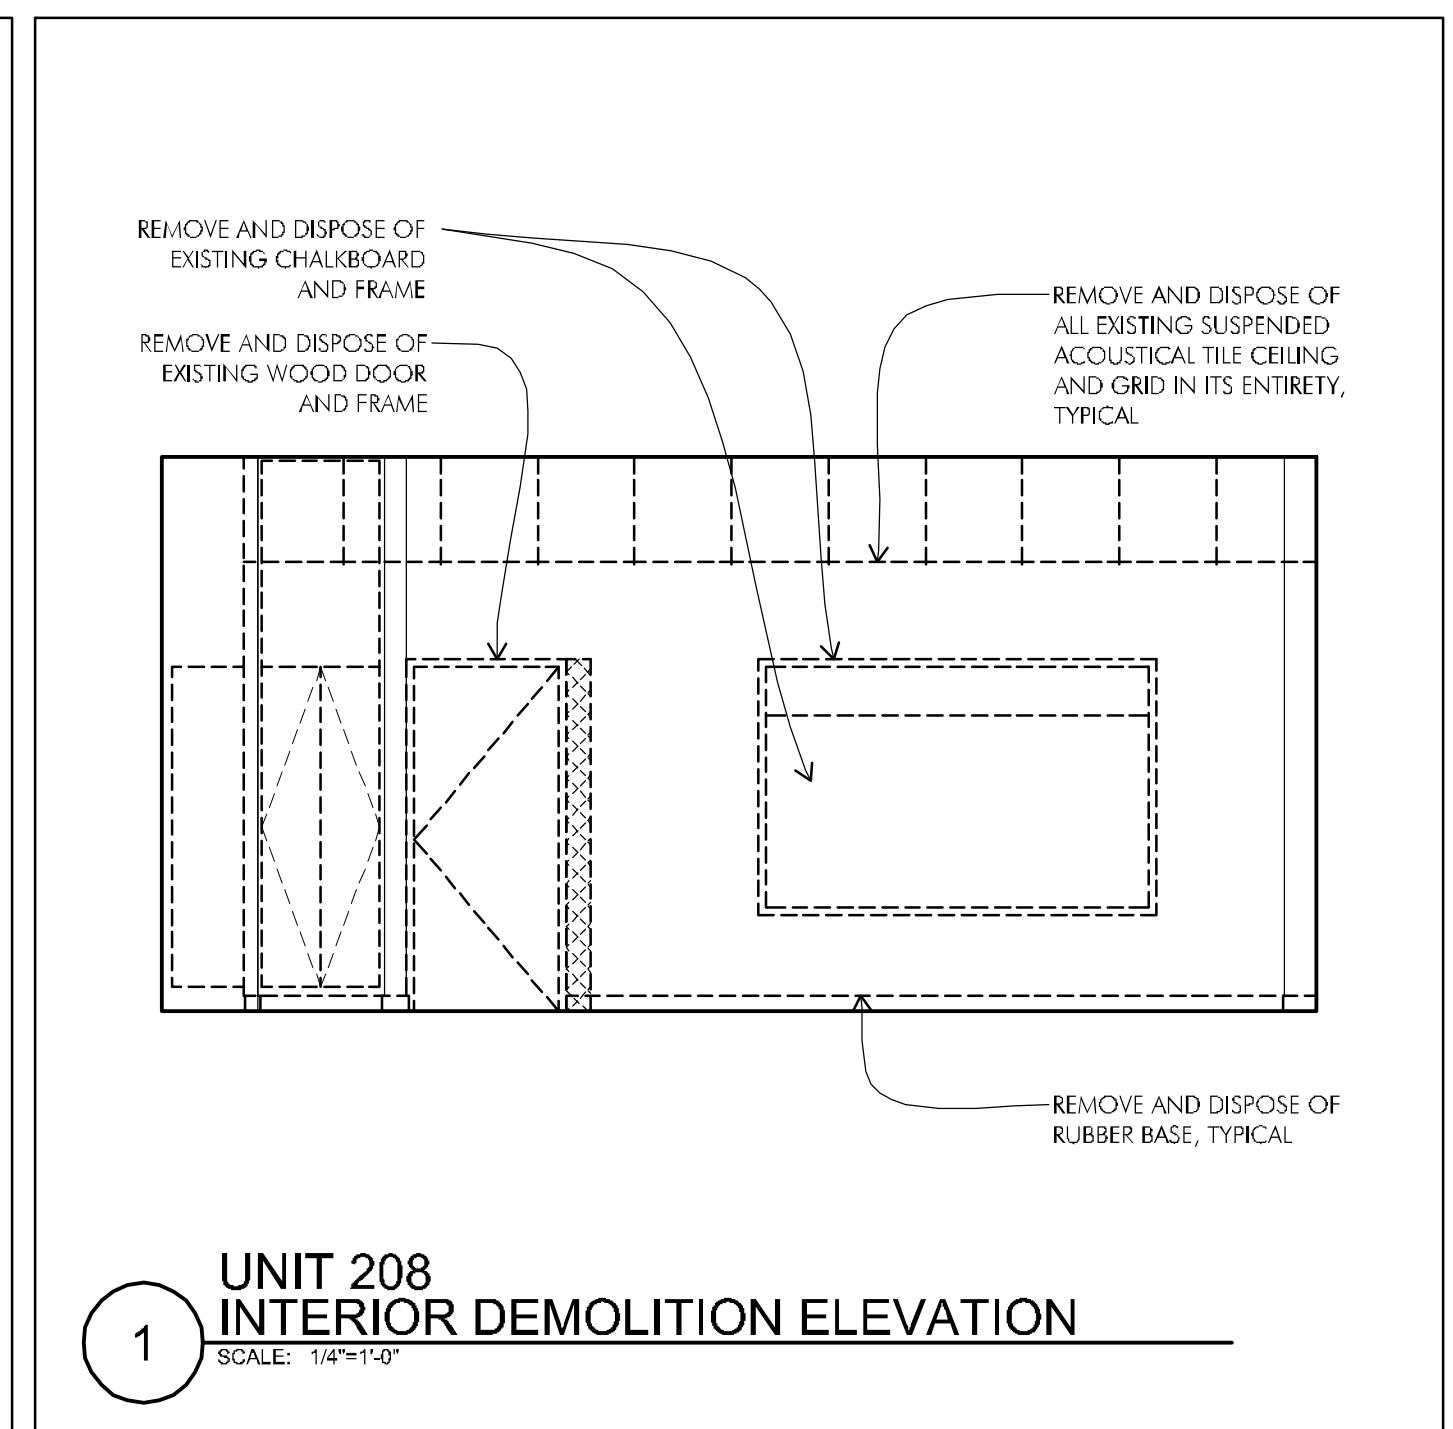 REMOVE AND DISPOSE OF
EXISTING CHALKBOARD
AND FRAME
REMOVE AND DISPOSE OF
EXISTING WOOD DOOR
AND FRAME
REMOVE AND DISPOSE OF
ALL EXISTING SUSPENDED
ACOUSTICAL TILE CEILING
AND GRID IN ITS ENTIRETY,
TYPICAL
REMOVE AND DISPOSE OF
RUBBER BASE, TYPICAL
1
UNIT 208
INTERIOR DEMOLITION ELEVATION
SCALE: 1/4"=1'-0"